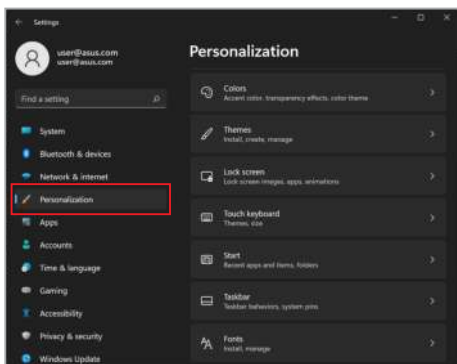 Settings
user@asus.com
user@asus.com
Find a setting
System
Bluetooth & devices
Network & internet
Personalization
Apps
Accounts
Time & language
Gaming
Accessibility
Privacy & security
Windows Update
Personalization
Colors
Accent color, transparency effects, color theme
Themes
Install, create, manage
Lock screen
Lock screen images, apps, animations
Touch keyboard
Themes, size
Start
Recent apps and items, folders
Taskbar
Taskbar behaviors, system pins
Fonts
Install, manage